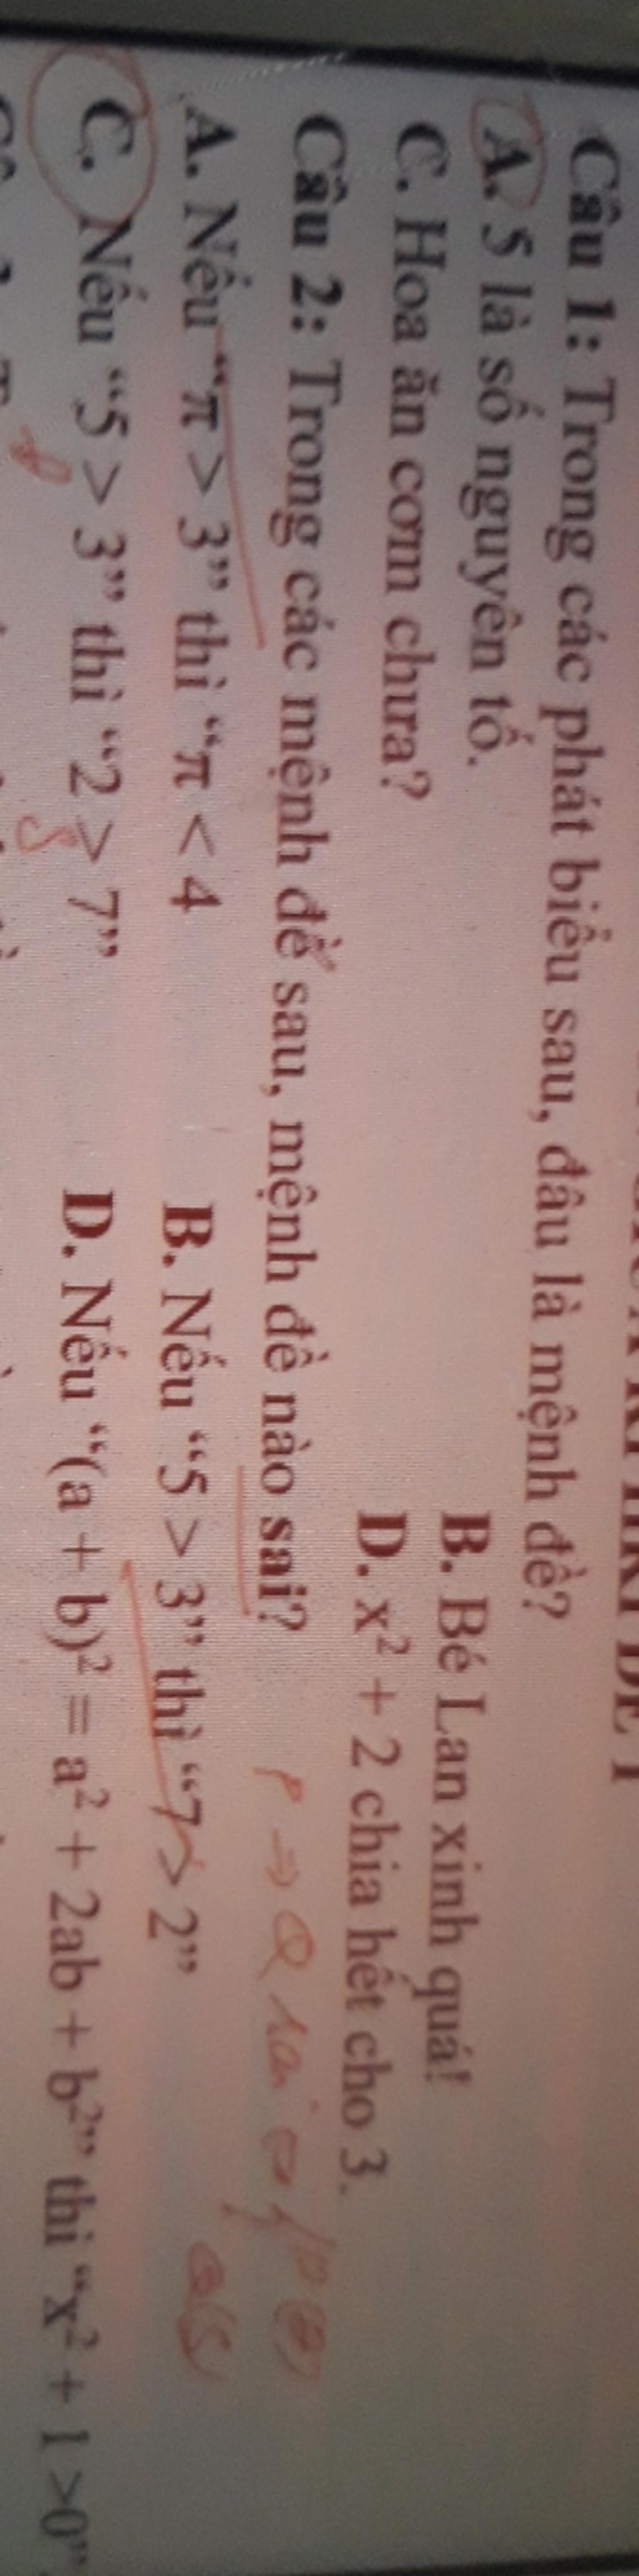 Câu 1: Trong các phát biểu sau, đâu là mệnh đề?
A. 5 là số nguyên tố. B. Bé Lan xinh quá!
C. Hoa ăn cơm chưa? D. x² + 2 chia hết cho 3.
Câu 2: Trong các mệnh đề sau, mệnh đề nào sai?
P => Q sai
A. Nếu “π > 3” thì “π < 4 B. Nếu “5 > 3” thì “7 > 2”
C. Nếu “5 > 3” thì “2 > 7” D. Nếu “(a + b)² = a² + 2ab + b²” thì “x² + 1 >0”.